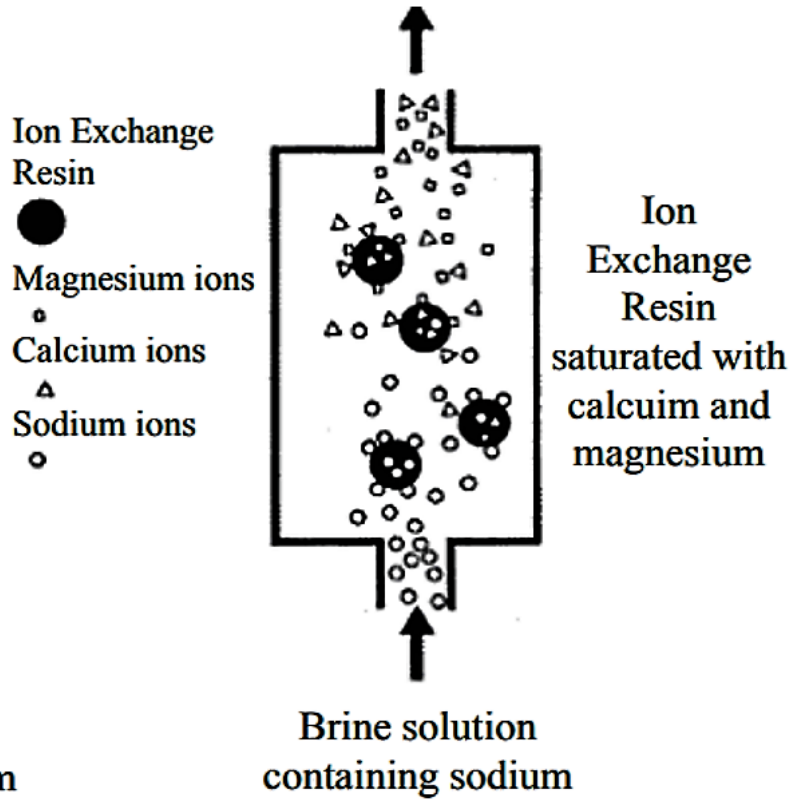 Ion Exchange
Resin
Magnesium ions
Calcium ions
Sodium ions
Ion
Exchange
Resin
saturated with
calcuim and
magnesium
Brine solution
containing sodium
m